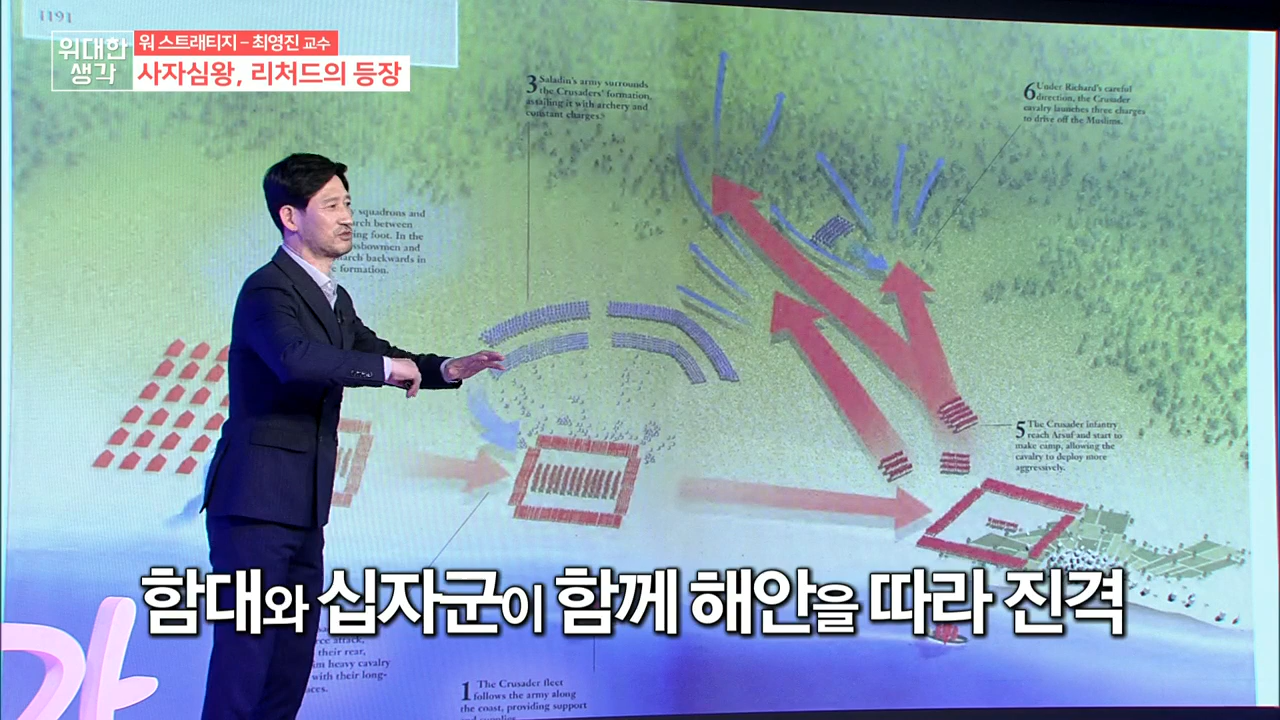 1191
위대한
생각
워 스트래티지 – 최영진 교수
사자심왕, 리처드의 등장
3 Saladin's army surrounds
the Crusaders' formation,
assailing it with archery and
constant charges.
6 Under Richard's careful
direction, the Crusader
cavalry launches three charges
to drive off the Muslims.
squadrons and
between
foot. In the
and
backwards in
formation.
5 The Crusader infantry
reach Arsuf and start to
make camp, allowing the
cavalry to deploy more
aggressively.
함대와 십자군이 함께 해안을 따라 진격
attack,
their rear,
heavy cavalry
with their long-
1 The Crusader fleet
follows the army along
the coast, providing support